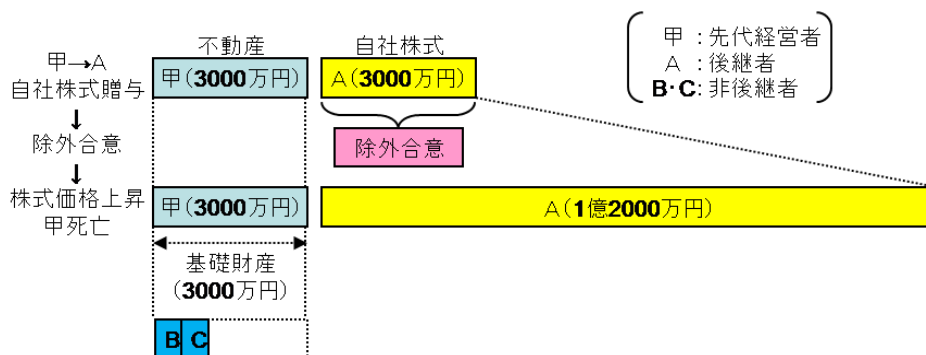 不動産
自社株式
甲→A
自社株式贈与
甲(3000万円)
A(3000万円)
甲 :先代経営者
A :後継者
B・C:非後継者
↓
除外合意
除外合意
↓
株式価格上昇
甲死亡
甲(3000万円)
A(1億2000万円)
基礎財産
(3000万円)
B C